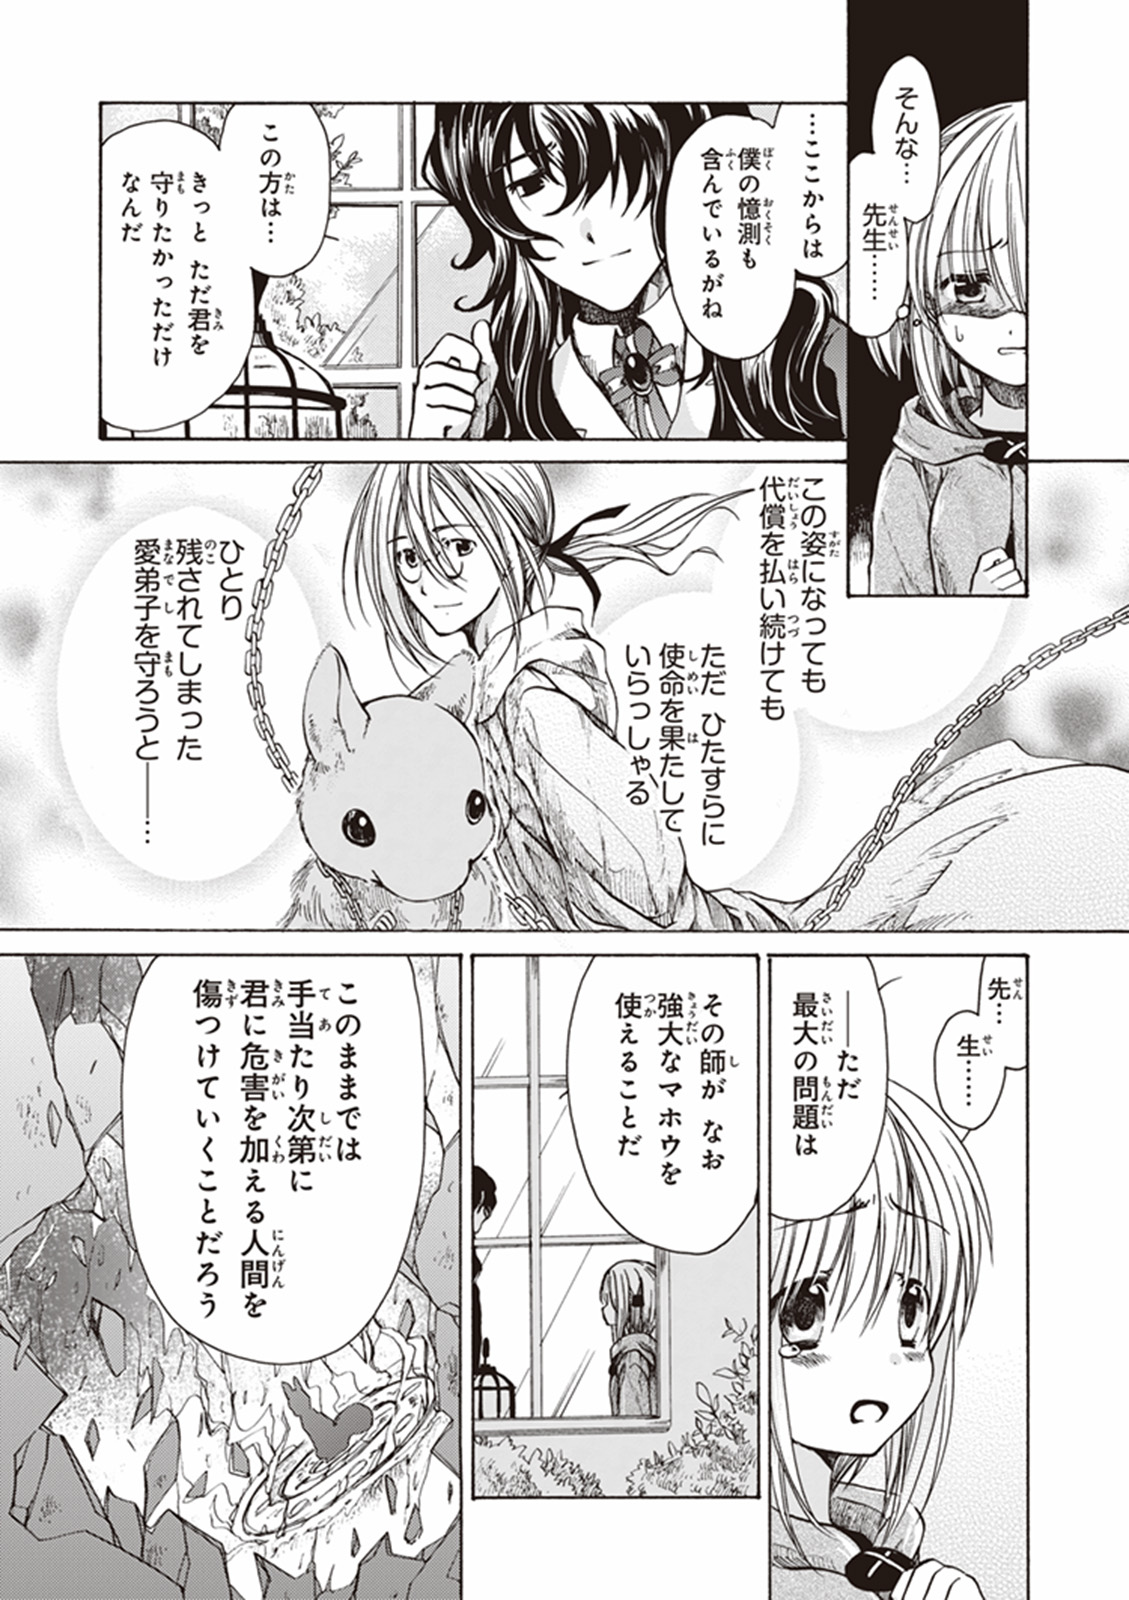 そんな…
先生……
…ここからは
僕の憶測も
含んでいるがね
この方は…
きっと ただ君を
守りたかっただけ
なんだ
この姿になっても
代償を払い続けても
ただ ひたすらに
使命を果たして
いらっしゃる
ひとり
残されてしまった
愛弟子を守ろうと
――…
先…
生……
――ただ
最大の問題は
その師が なお
強大なマホウを
使えることだ
このままでは
手当たり次第に
君に危害を加える人間を
傷つけていくことだろう